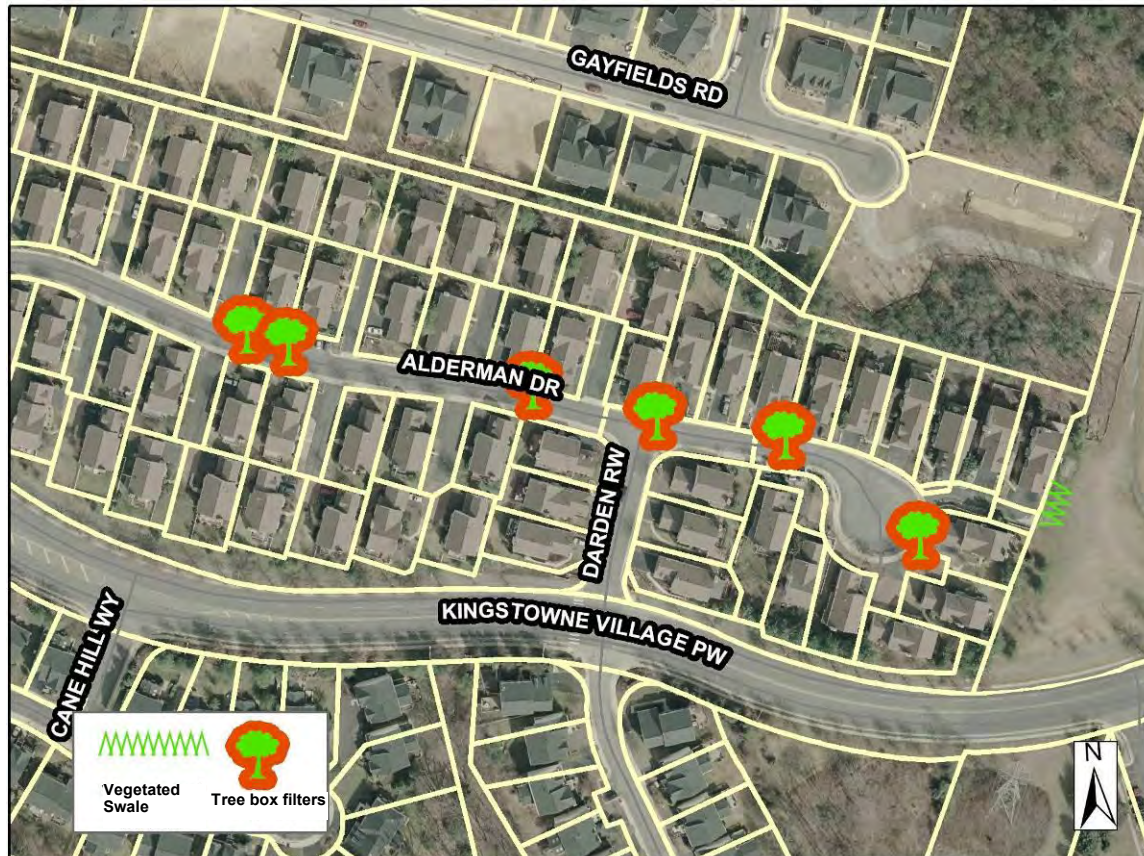 GAYFIELDS RD
ALDERMAN DR
DARDEN RW
KINGSTOWNE VILLAGE PW
CANE HILL WY
Vegetated
Swale
Tree box filters
N